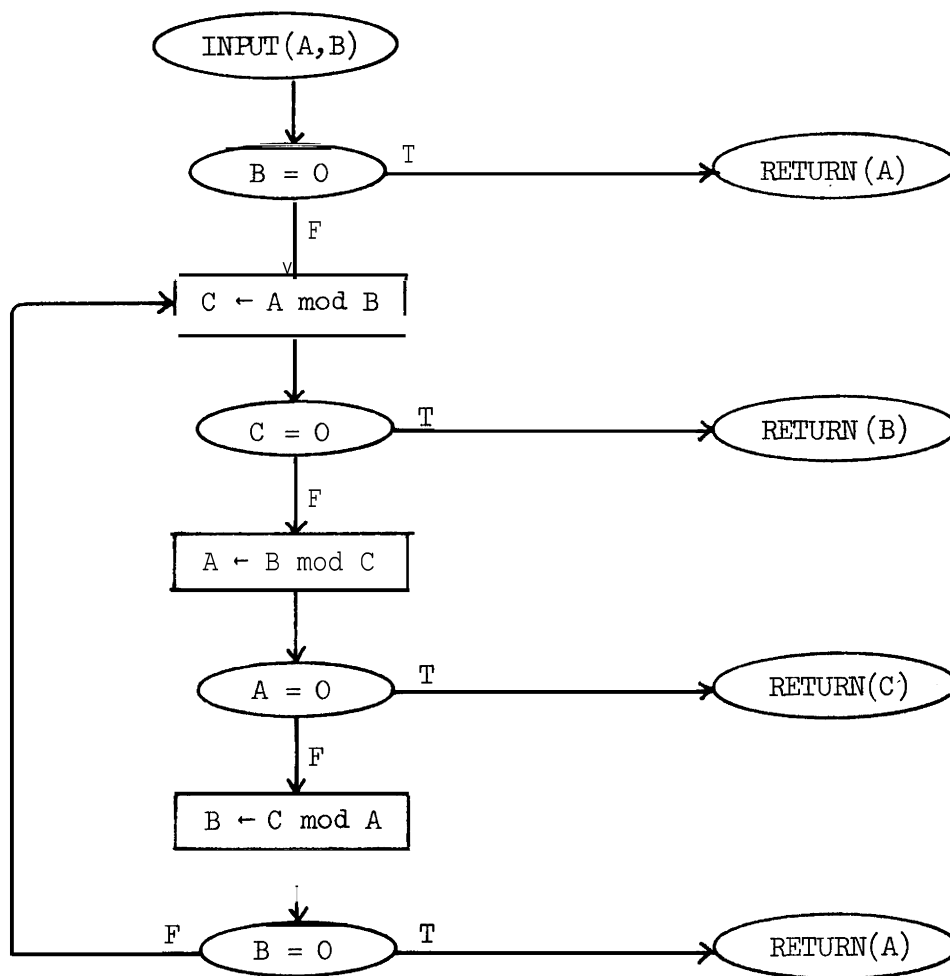 INPUT(A,B)
B = 0
T
RETURN(A)
F
C ← A mod B
C = 0
T
RETURN(B)
F
A ← B mod C
A = 0
T
RETURN(C)
F
B ← C mod A
F
B = 0
T
RETURN(A)